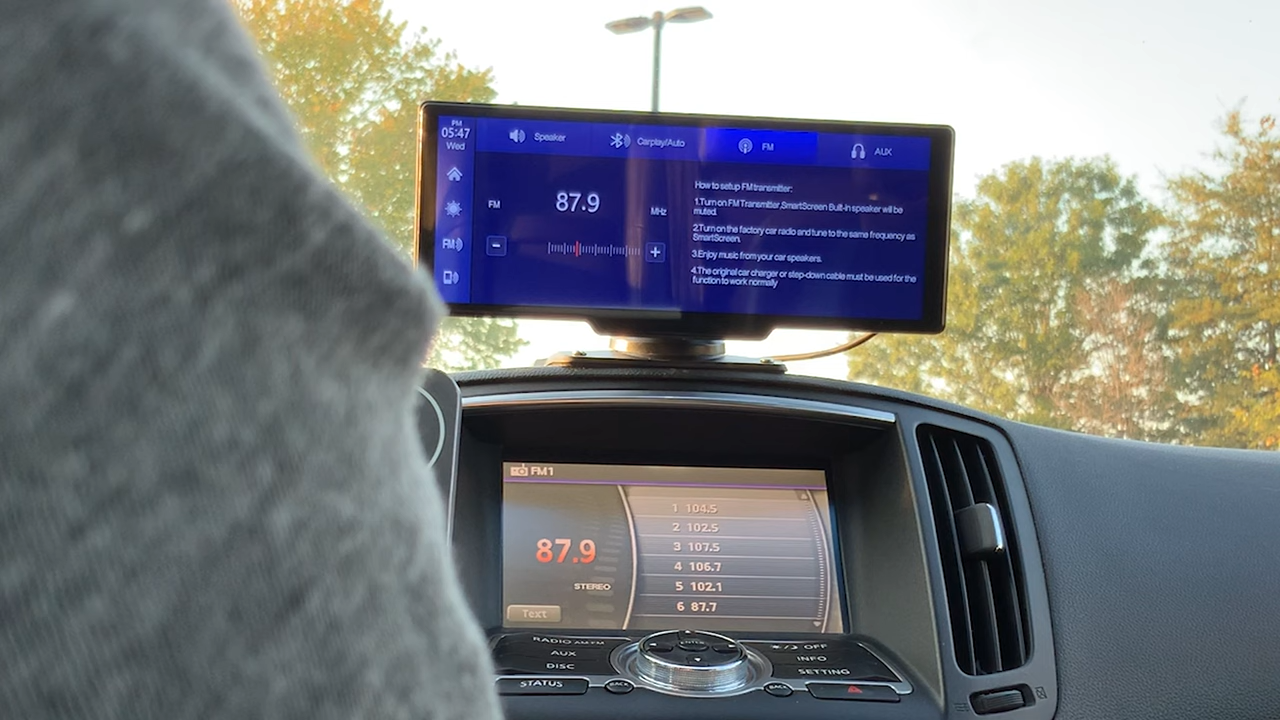 PM
05:47
Wed
Speaker
Carplay/Auto
FM
AUX
FM
87.9
MHz
-
+
FM
How to setup FM transmitter:
1.Turn on FM Transmitter,SmartScreen Built-in speaker will be
muted.
2.Turn on the factory car radio and tune to the same frequency as
SmartScreen.
3.Enjoy music from your car speakers.
4.The original car charger or step-down cable must be used for the
function to work normally
FM1
87.9
STEREO
Text
1 104.5
2 102.5
3 107.5
4 106.7
5 102.1
6 87.7
RADIO AM·FM
AUX
DISC
STATUS
BACK
ENTER
BACK
OFF
INFO
SETTING